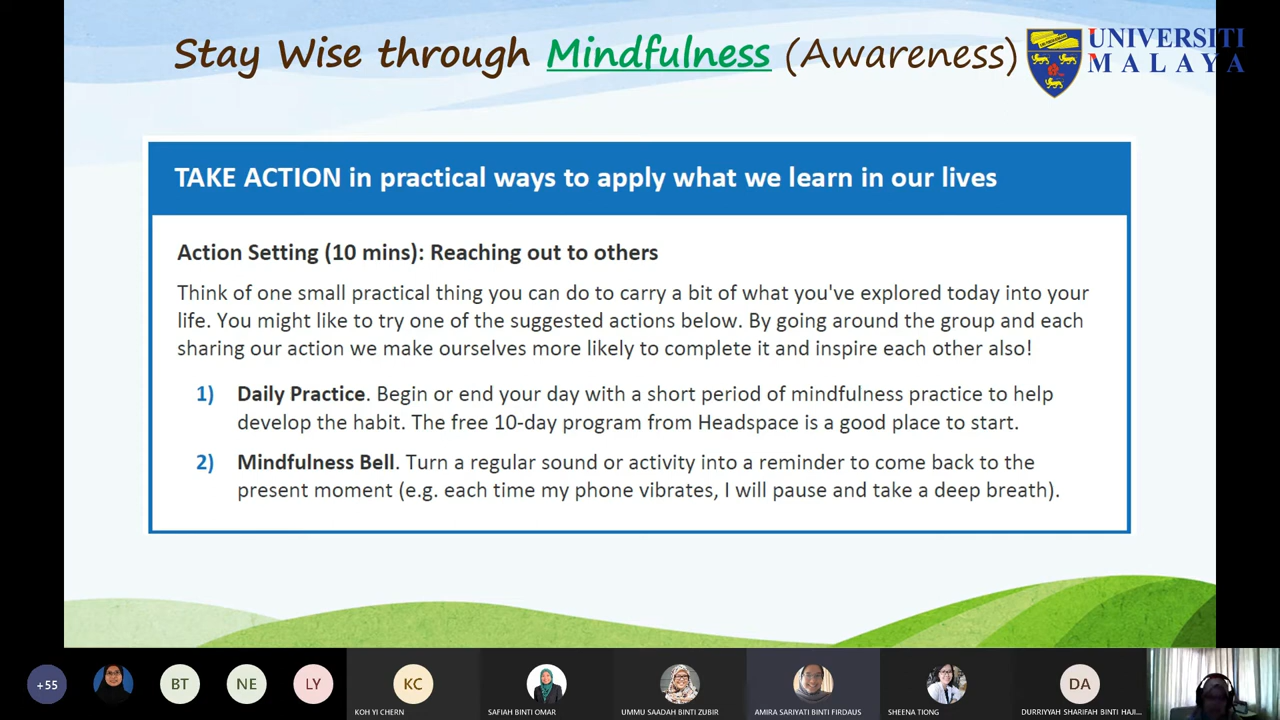 Stay Wise through Mindfulness (Awareness)
UNIVERSITI
MALAYA
TAKE ACTION in practical ways to apply what we learn in our lives
Action Setting (10 mins): Reaching out to others
Think of one small practical thing you can do to carry a bit of what you've explored today into your
life. You might like to try one of the suggested actions below. By going around the group and each
sharing our action we make ourselves more likely to complete it and inspire each other also!
1) Daily Practice. Begin or end your day with a short period of mindfulness practice to help
develop the habit. The free 10-day program from Headspace is a good place to start.
2) Mindfulness Bell. Turn a regular sound or activity into a reminder to come back to the
present moment (e.g. each time my phone vibrates, I will pause and take a deep breath).
+55
BT
NE
LY
KC
DA
KOH YI CHERN
SAFIAH BINTI OMAR
UMMU SAADAH BINTI ZUBIR
AMIRA SARIYATI BINTI FIRDAUS
SHEENA TIONG
DURRIYYAH SHARIFAH BINTI HAJI...